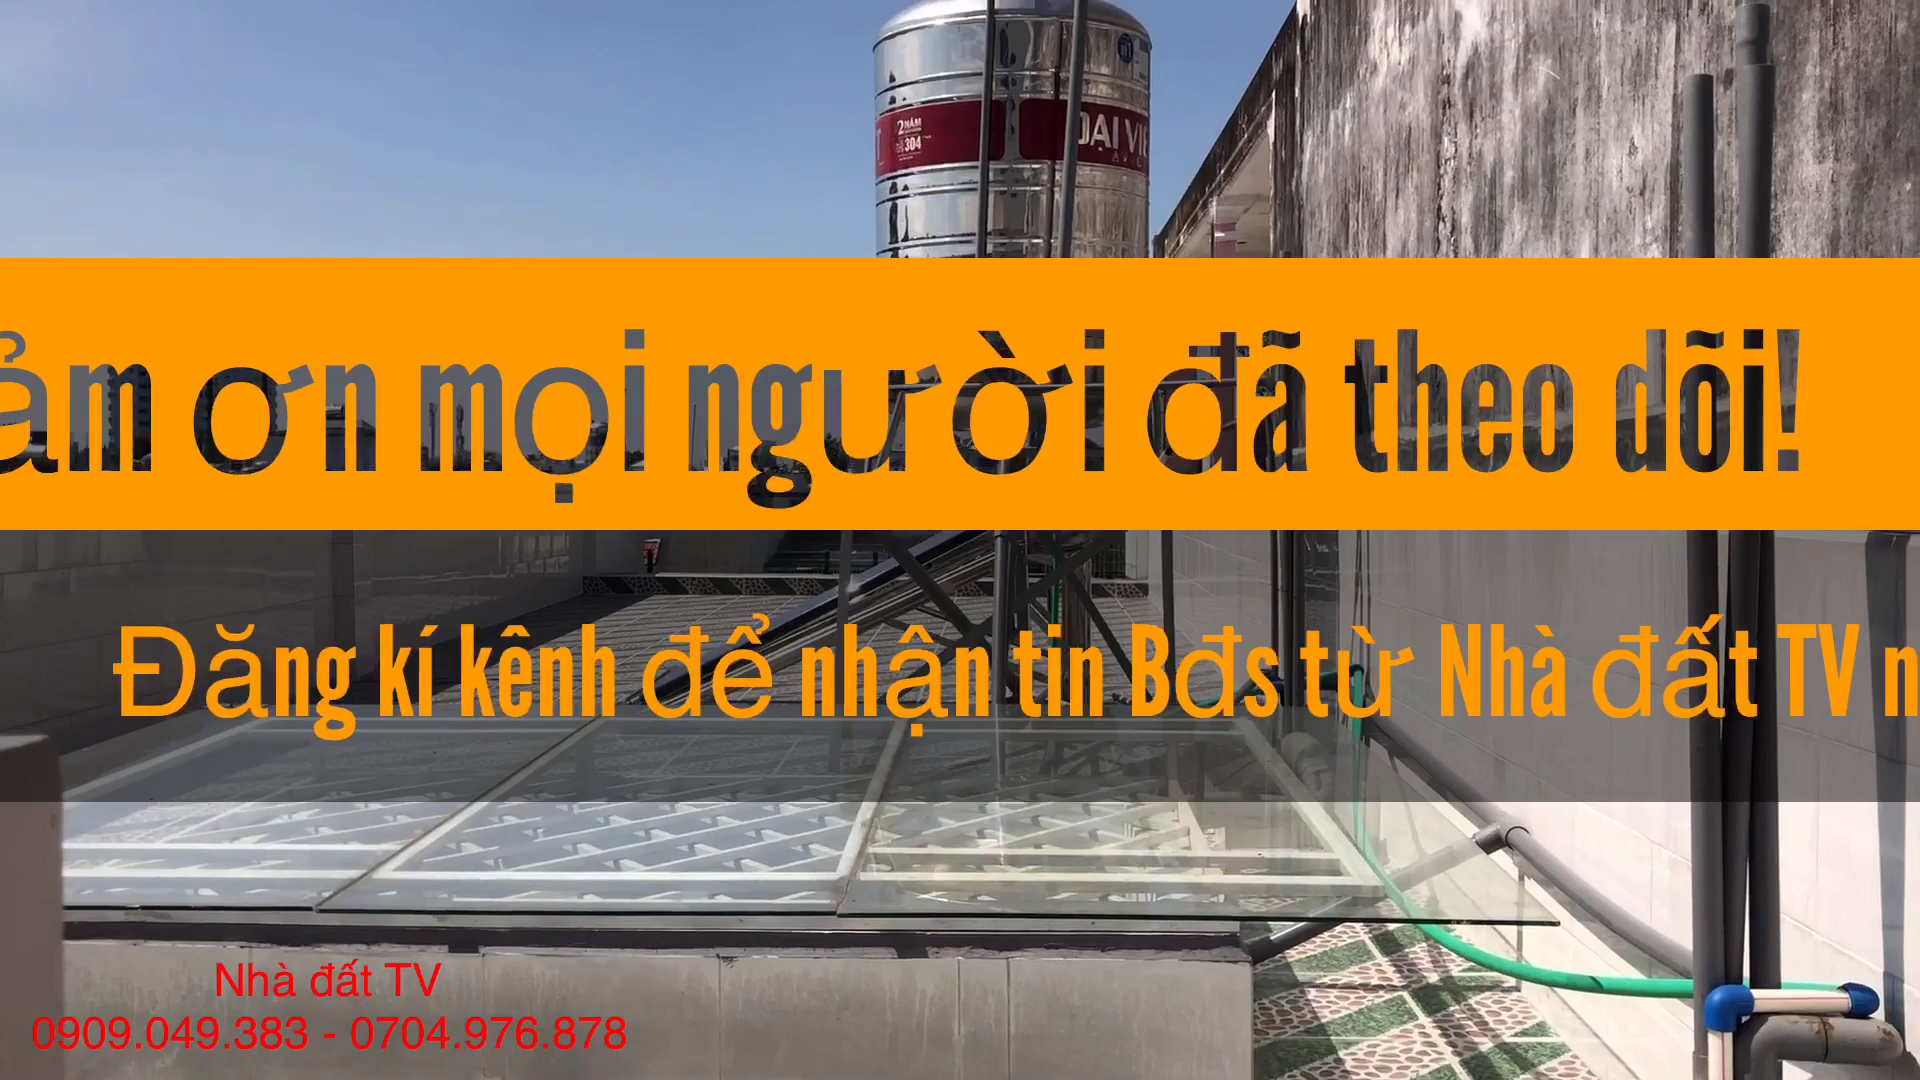 2 NĂM
304
ĐẠI VIỆ
ảm ơn mọi người đã theo dõi!
Đăng kí kênh để nhận tin Bđs từ Nhà đất TV n
Nhà đất TV
0909.049.383 - 0704.976.878